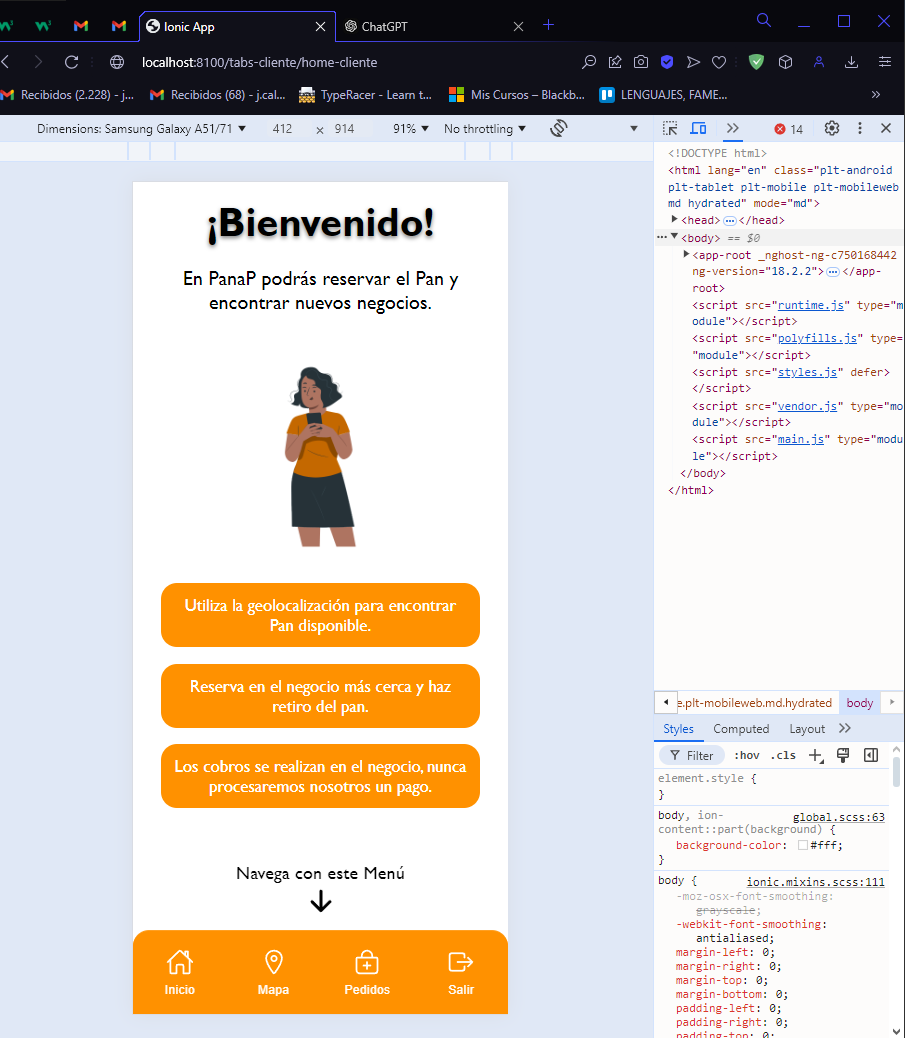 Ionic App
ChatGPT
localhost:8100/tabs-cliente/home-cliente
Recibidos (2.228) - j...
Recibidos (68) - j.cal...
TypeRacer - Learn t...
Mis Cursos – Blackb...
LENGUAJES, FAME...
»
Dimensions: Samsung Galaxy A51/71 ▼ 412 × 914 91% ▼ No throttling ▼
14
¡Bienvenido!
En PanaP podrás reservar el Pan y
encontrar nuevos negocios.
Utiliza la geolocalización para encontrar
Pan disponible.
Reserva en el negocio más cerca y haz
retiro del pan.
Los cobros se realizan en el negocio, nunca
procesaremos nosotros un pago.
Navega con este Menú
Inicio
Mapa
Pedidos
Salir
<!DOCTYPE html>
<html lang="en" class="plt-android
plt-tablet plt-mobile plt-mobileweb
md hydrated" mode="md">
<head> … </head>
<body> == $0
<app-root _nghost-ng-c750168442
ng-version="18.2.2"> … </app-
root>
<script src="runtime.js" type="m
odule"></script>
<script src="polyfills.js" type=
"module"></script>
<script src="styles.js" defer>
</script>
<script src="vendor.js" type="mo
dule"></script>
<script src="main.js" type="modu
le"></script>
</body>
</html>
e.plt-mobileweb.md.hydrated body
Styles Computed Layout »
Filter :hov .cls
element.style {
}
body, ion- global.scss:63
content::part(background) {
background-color: #fff;
}
body { ionic.mixins.scss:111
-moz-osx-font-smoothing:
grayscale;
-webkit-font-smoothing:
antialiased;
margin-left: 0;
margin-right: 0;
margin-top: 0;
margin-bottom: 0;
padding-left: 0;
padding-right: 0;
padding-top: 0;